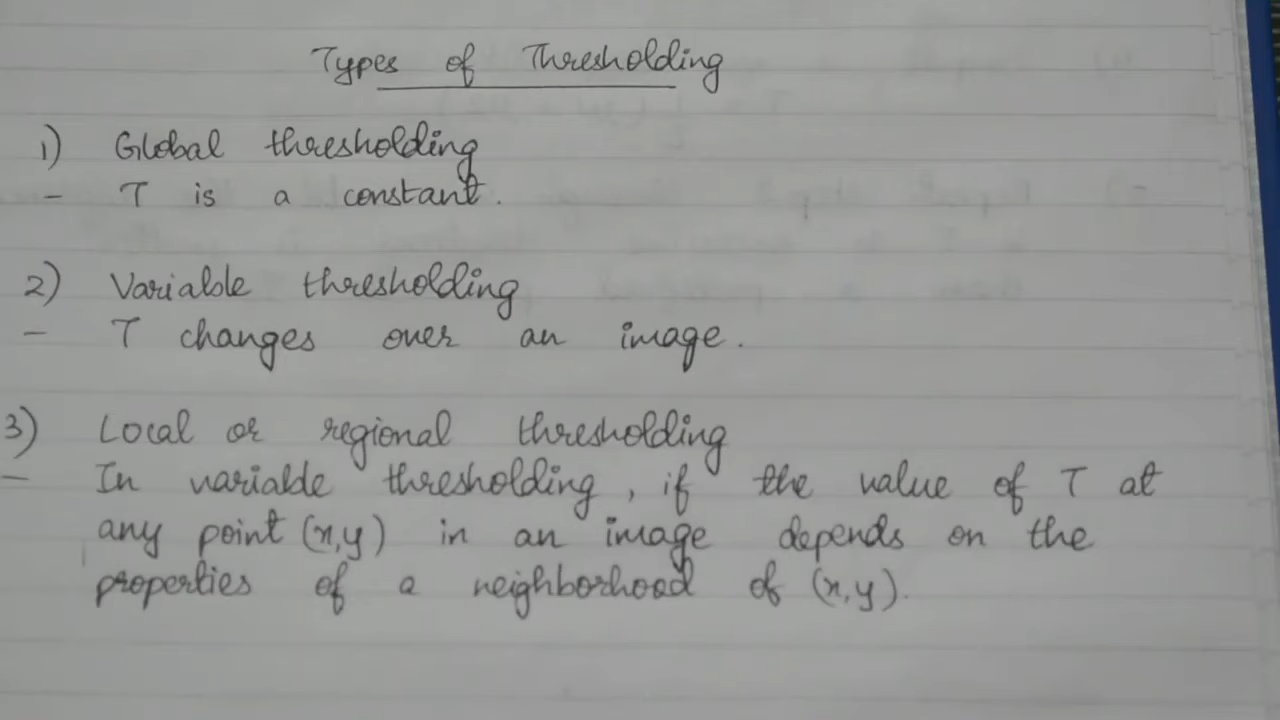 Types of Thresholding
1) Global thresholding
- T is a constant.
2) Variable thresholding
- T changes over an image.
3) Local or regional thresholding
- In variable thresholding, if the value of T at
any point (x,y) in an image depends on the
properties of a neighborhood of (x,y).